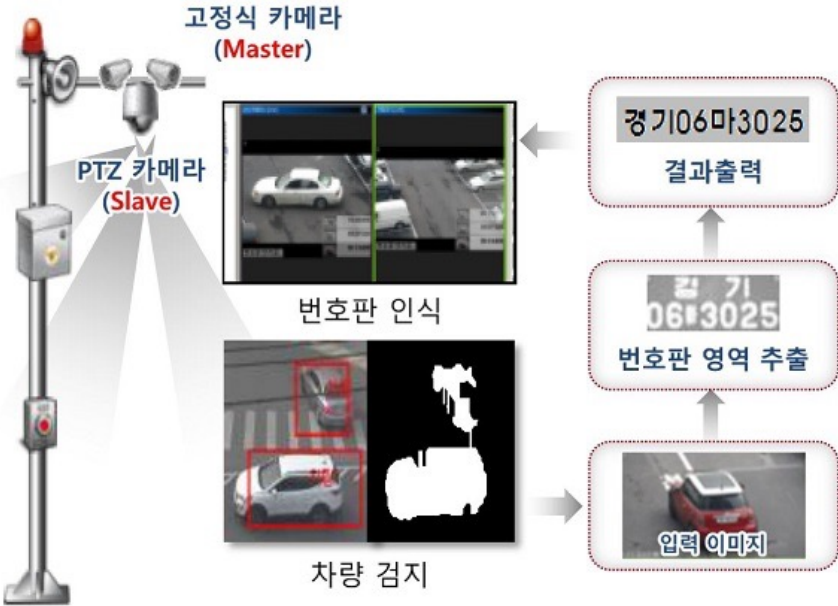 고정식 카메라
(Master)
PTZ 카메라
(Slave)
번호판 인식
차량 검지
경기06마3025
결과출력
경 기
06마3025
번호판 영역 추출
입력 이미지